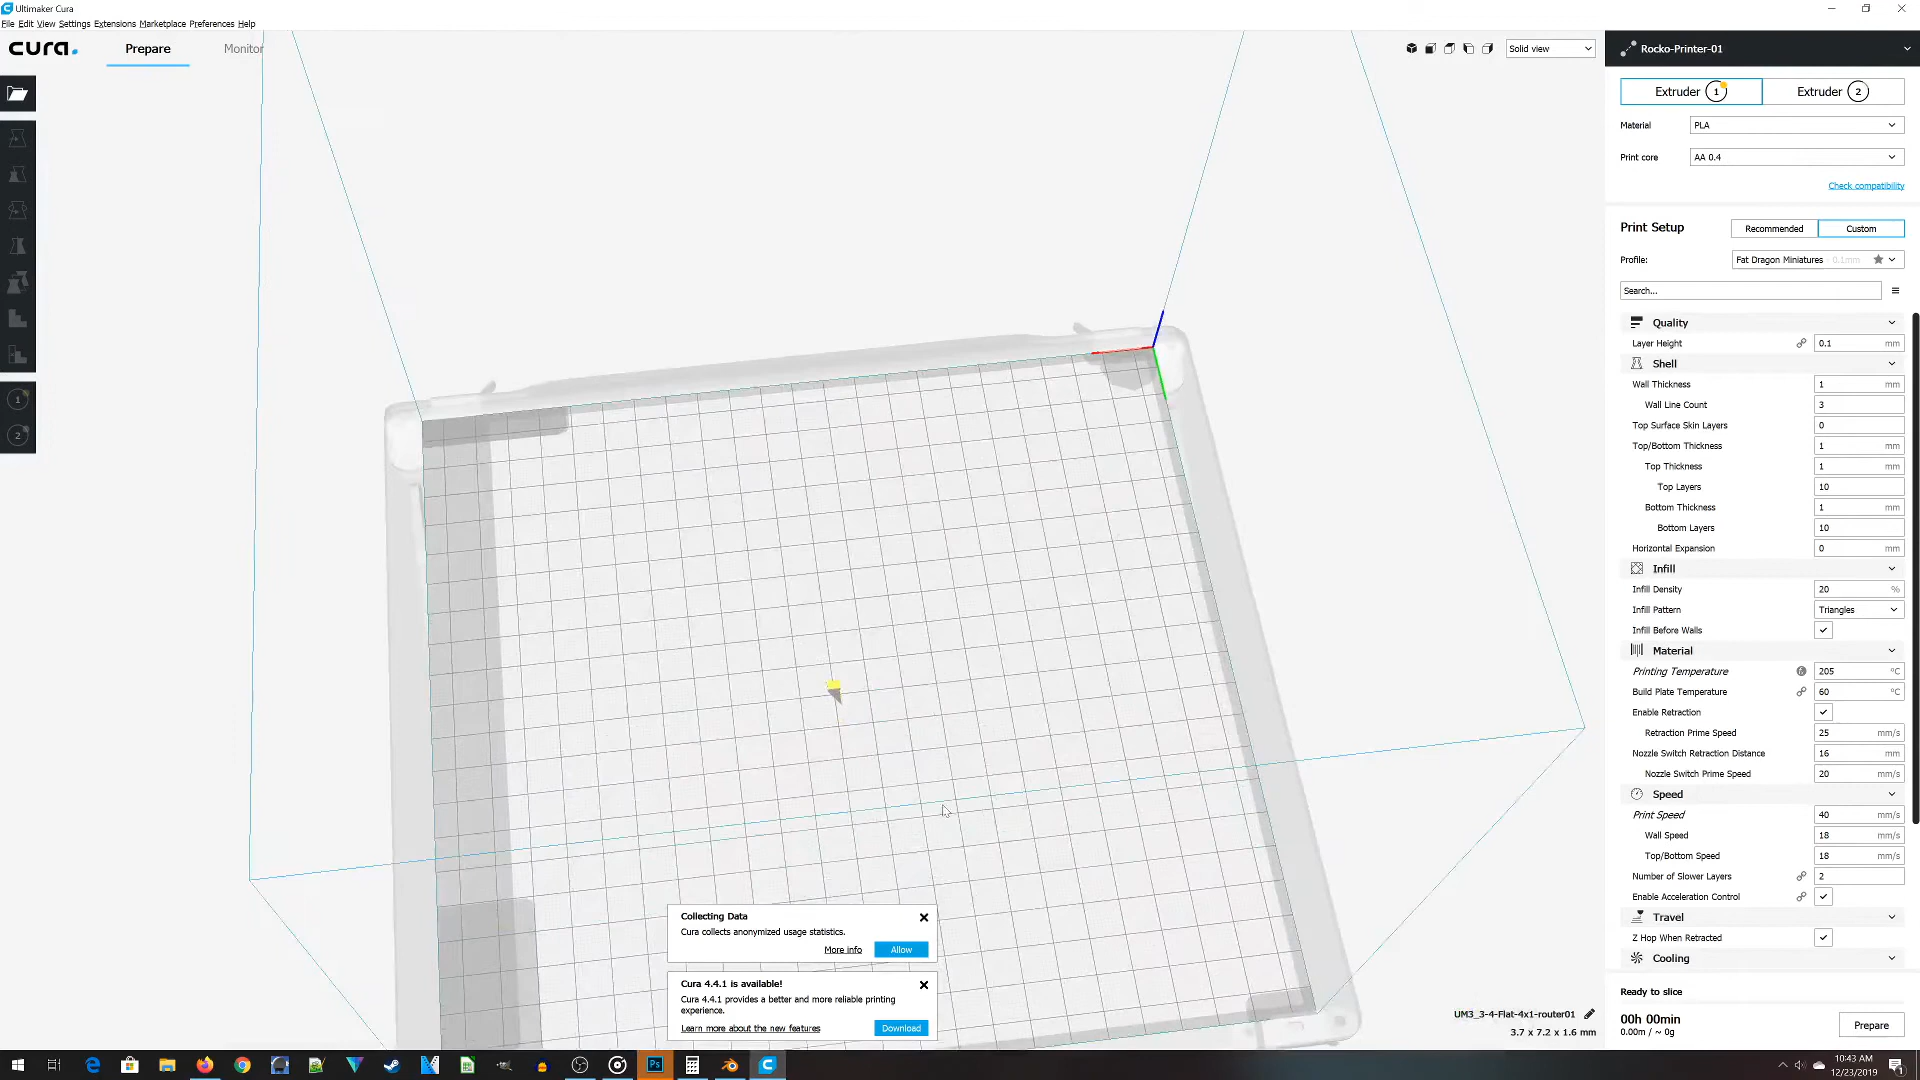 Ultimaker Cura
File Edit View Settings Extensions Marketplace Preferences Help
cura.
Prepare
Monitor
Solid view
Rocko-Printer-01
Extruder 1
Extruder 2
Material
PLA
Print core
AA 0.4
Check compatibility
Print Setup
Recommended
Custom
Profile:
Fat Dragon Miniatures - 0.1mm
Search...
Quality
Layer Height
0.1 mm
Shell
Wall Thickness
1 mm
Wall Line Count
3
Top Surface Skin Layers
0
Top/Bottom Thickness
1 mm
Top Thickness
1 mm
Top Layers
10
Bottom Thickness
1 mm
Bottom Layers
10
Horizontal Expansion
0 mm
Infill
Infill Density
20 %
Infill Pattern
Triangles
Infill Before Walls
Material
Printing Temperature
205 °C
Build Plate Temperature
60 °C
Enable Retraction
Retraction Prime Speed
25 mm/s
Nozzle Switch Retraction Distance
16 mm
Nozzle Switch Prime Speed
20 mm/s
Speed
Print Speed
40 mm/s
Wall Speed
18 mm/s
Top/Bottom Speed
18 mm/s
Number of Slower Layers
2
Enable Acceleration Control
Travel
Z Hop When Retracted
Cooling
Ready to slice
00h 00min
0.00m / ~ 0g
Prepare
1
2
Collecting Data
Cura collects anonymized usage statistics.
More info
Allow
Cura 4.4.1 is available!
Cura 4.4.1 provides a better and more reliable printing
experience.
Learn more about the new features
Download
UM3_3-4-Flat-4x1-router01
3.7 x 7.2 x 1.6 mm
Ps
10:43 AM
12/23/2019
1